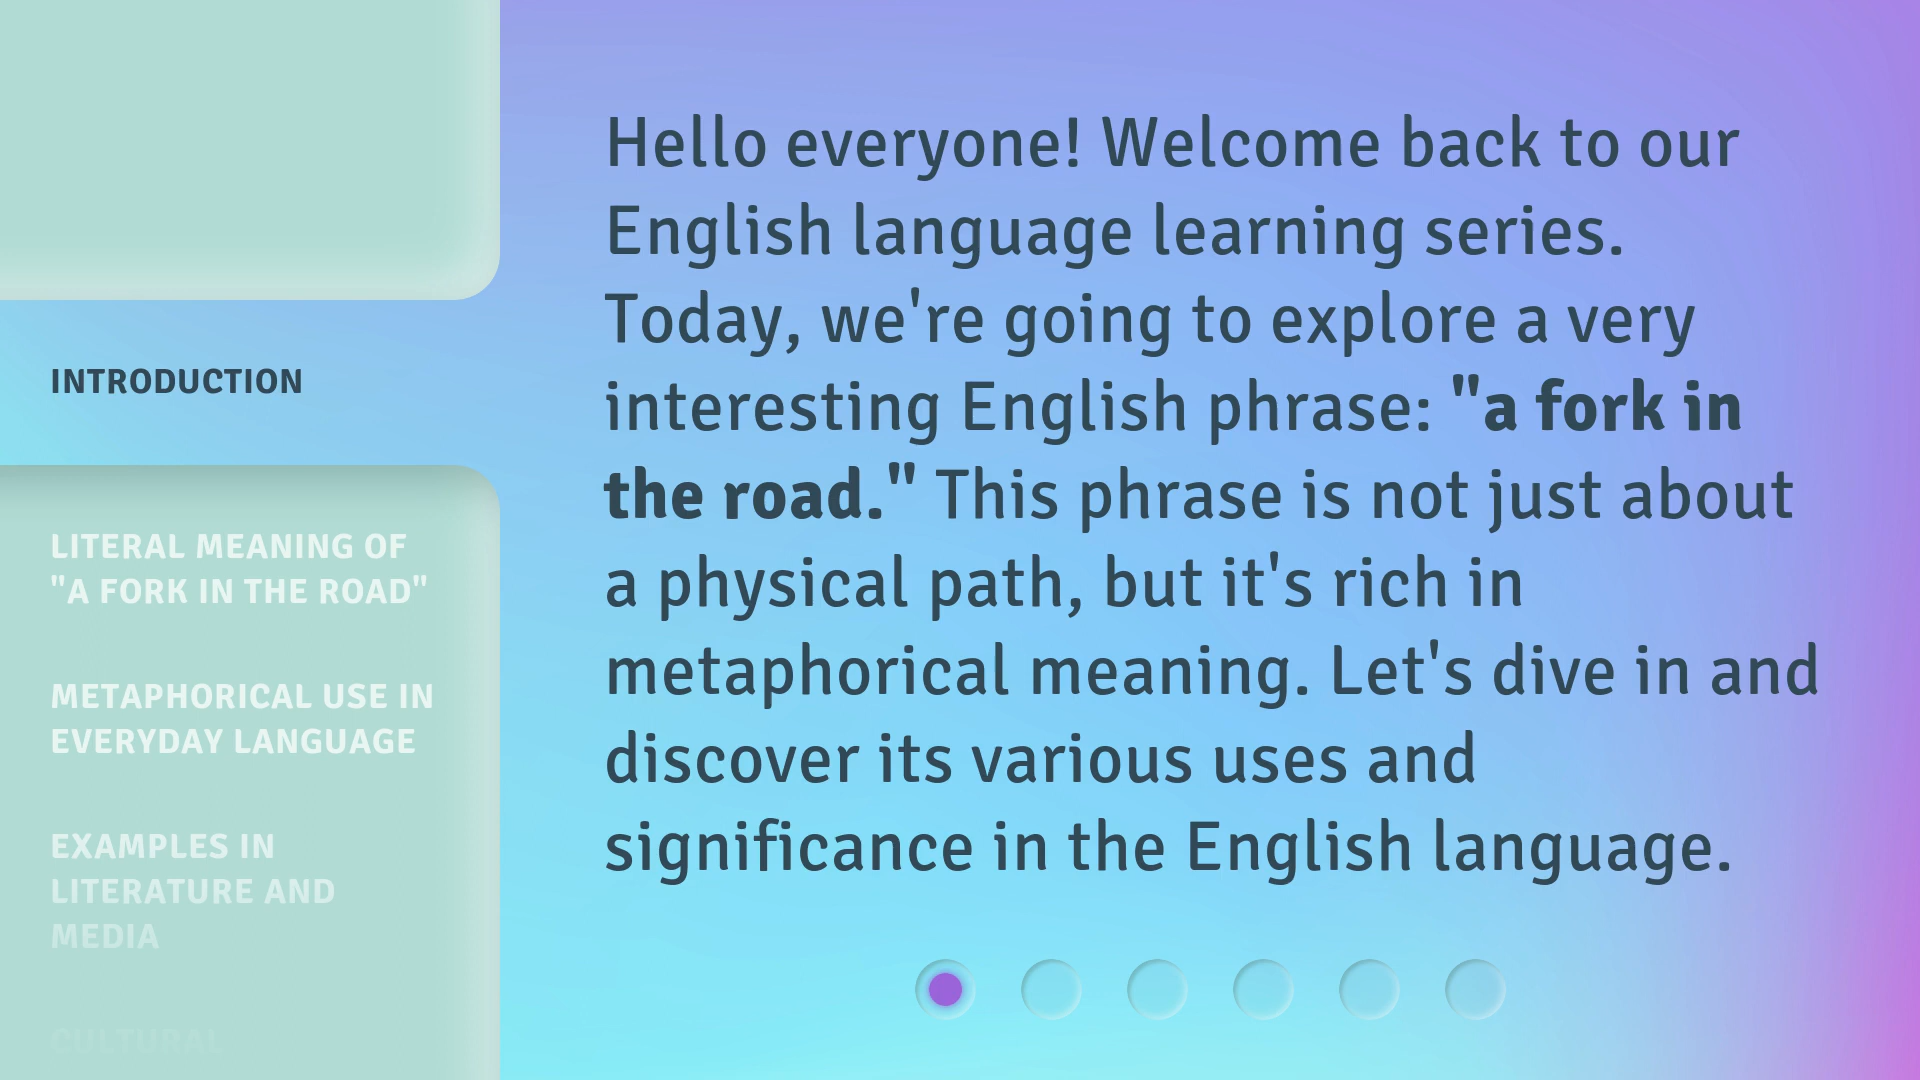 INTRODUCTION
LITERAL MEANING OF
"A FORK IN THE ROAD"
METAPHORICAL USE IN
EVERYDAY LANGUAGE
EXAMPLES IN
LITERATURE AND
MEDIA
CULTURAL
Hello everyone! Welcome back to our
English language learning series.
Today, we're going to explore a very
interesting English phrase: "a fork in
the road." This phrase is not just about
a physical path, but it's rich in
metaphorical meaning. Let's dive in and
discover its various uses and
significance in the English language.